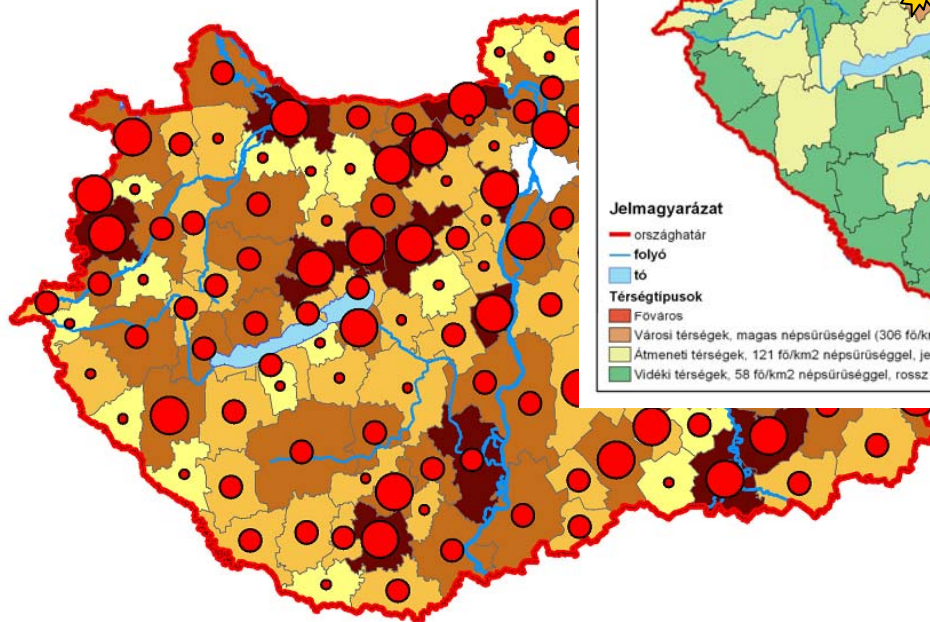 Jelmagyarázat
országhatár
folyó
tó
Térségtípusok
Főváros
Városi térségek, magas népsűrűséggel (306 fő/k
Átmeneti térségek, 121 fő/km2 népsűrűséggel, je
Vidéki térségek, 58 fő/km2 népsűrűséggel, rossz